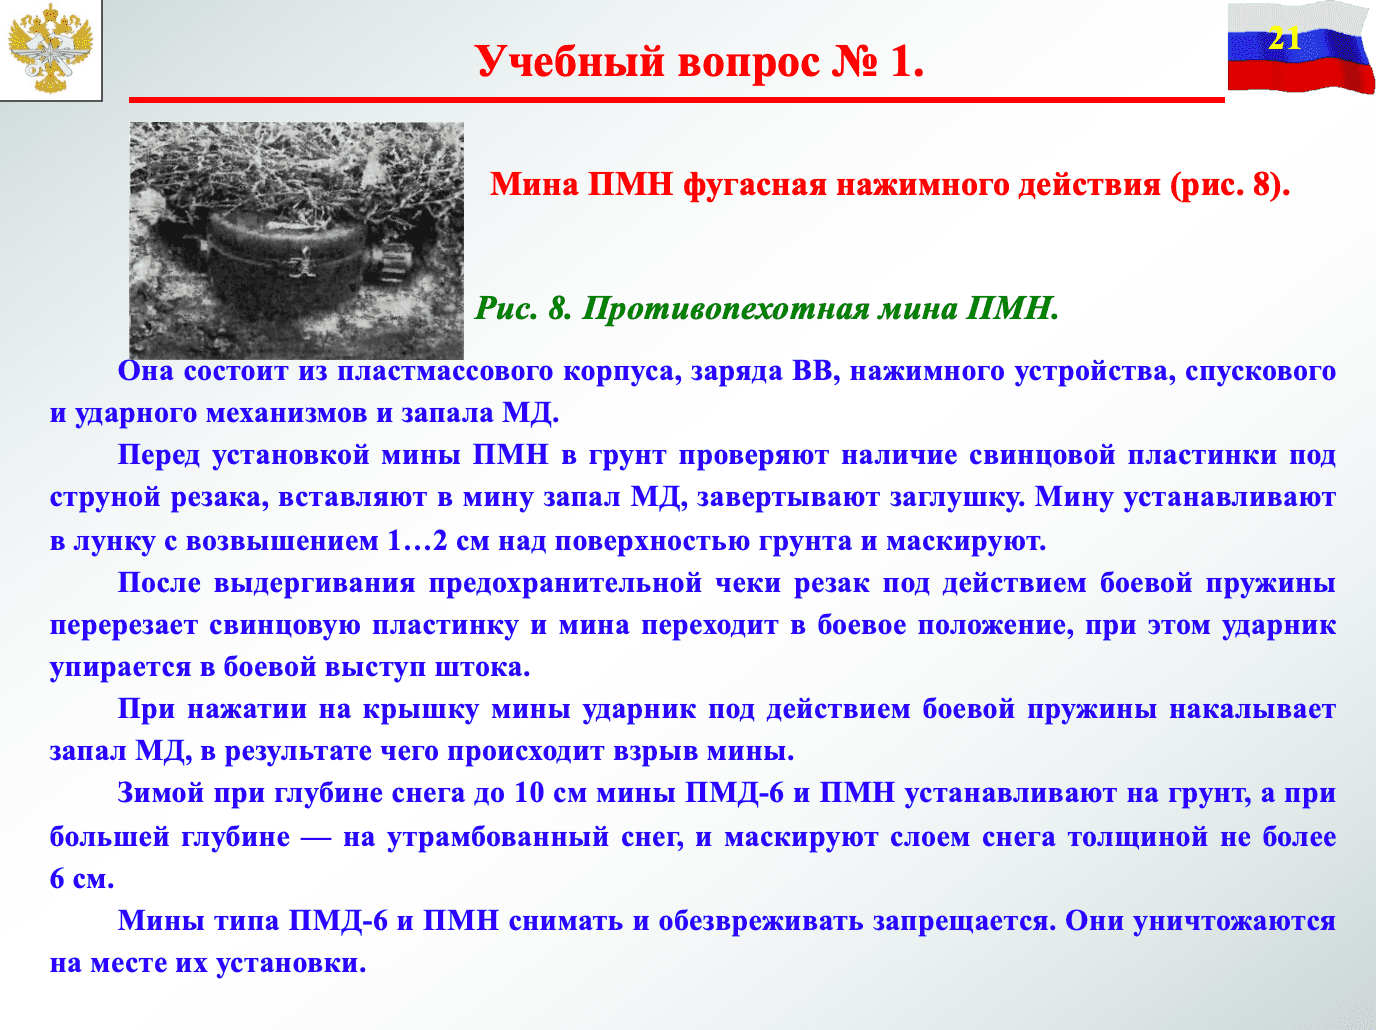 21
Учебный вопрос № 1.
Мина ПМН фугасная нажимного действия (рис. 8).
Рис. 8. Противопехотная мина ПМН.
Она состоит из пластмассового корпуса, заряда ВВ, нажимного устройства, спускового
и ударного механизмов и запала МД.
Перед установкой мины ПМН в грунт проверяют наличие свинцовой пластинки под
струной резака, вставляют в мину запал МД, завертывают заглушку. Мину устанавливают
в лунку с возвышением 1…2 см над поверхностью грунта и маскируют.
После выдергивания предохранительной чеки резак под действием боевой пружины
перерезает свинцовую пластинку и мина переходит в боевое положение, при этом ударник
упирается в боевой выступ штока.
При нажатии на крышку мины ударник под действием боевой пружины накалывает
запал МД, в результате чего происходит взрыв мины.
Зимой при глубине снега до 10 см мины ПМД-6 и ПМН устанавливают на грунт, а при
большей глубине — на утрамбованный снег, и маскируют слоем снега толщиной не более
6 см.
Мины типа ПМД-6 и ПМН снимать и обезвреживать запрещается. Они уничтожаются
на месте их установки.